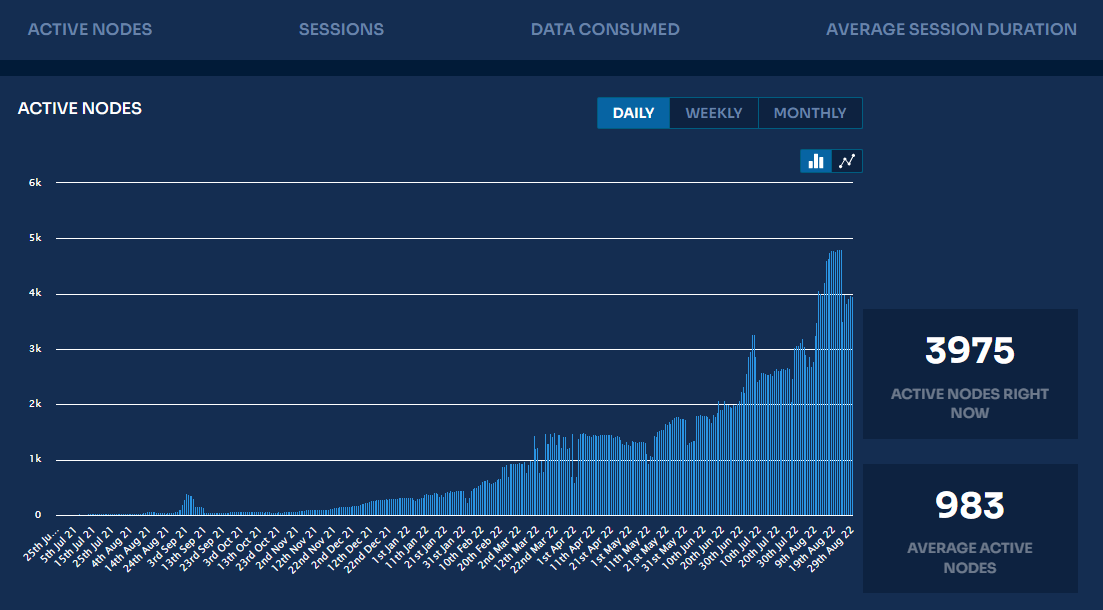 ACTIVE NODES
SESSIONS
DATA CONSUMED
AVERAGE SESSION DURATION
ACTIVE NODES
DAILY
WEEKLY
MONTHLY
6k
5k
4k
3k
2k
1k
0
25th Ju...
5th Jul 21
15th Jul 21
25th Jul 21
4th Aug 21
14th Aug 21
24th Aug 21
3rd Sep 21
13th Sep 21
23rd Sep 21
3rd Oct 21
13th Oct 21
23rd Oct 21
2nd Nov 21
12th Nov 21
22nd Nov 21
2nd Dec 21
12th Dec 21
22nd Dec 21
1st Jan 22
11th Jan 22
21st Jan 22
31st Jan 22
10th Feb 22
20th Feb 22
2nd Mar 22
12th Mar 22
22nd Mar 22
1st Apr 22
11th Apr 22
21st Apr 22
1st May 22
11th May 22
21st May 22
31st May 22
10th Jun 22
20th Jun 22
30th Jun 22
10th Jul 22
20th Jul 22
30th Jul 22
9th Aug 22
19th Aug 22
29th Aug 22
3975
ACTIVE NODES RIGHT
NOW
983
AVERAGE ACTIVE
NODES